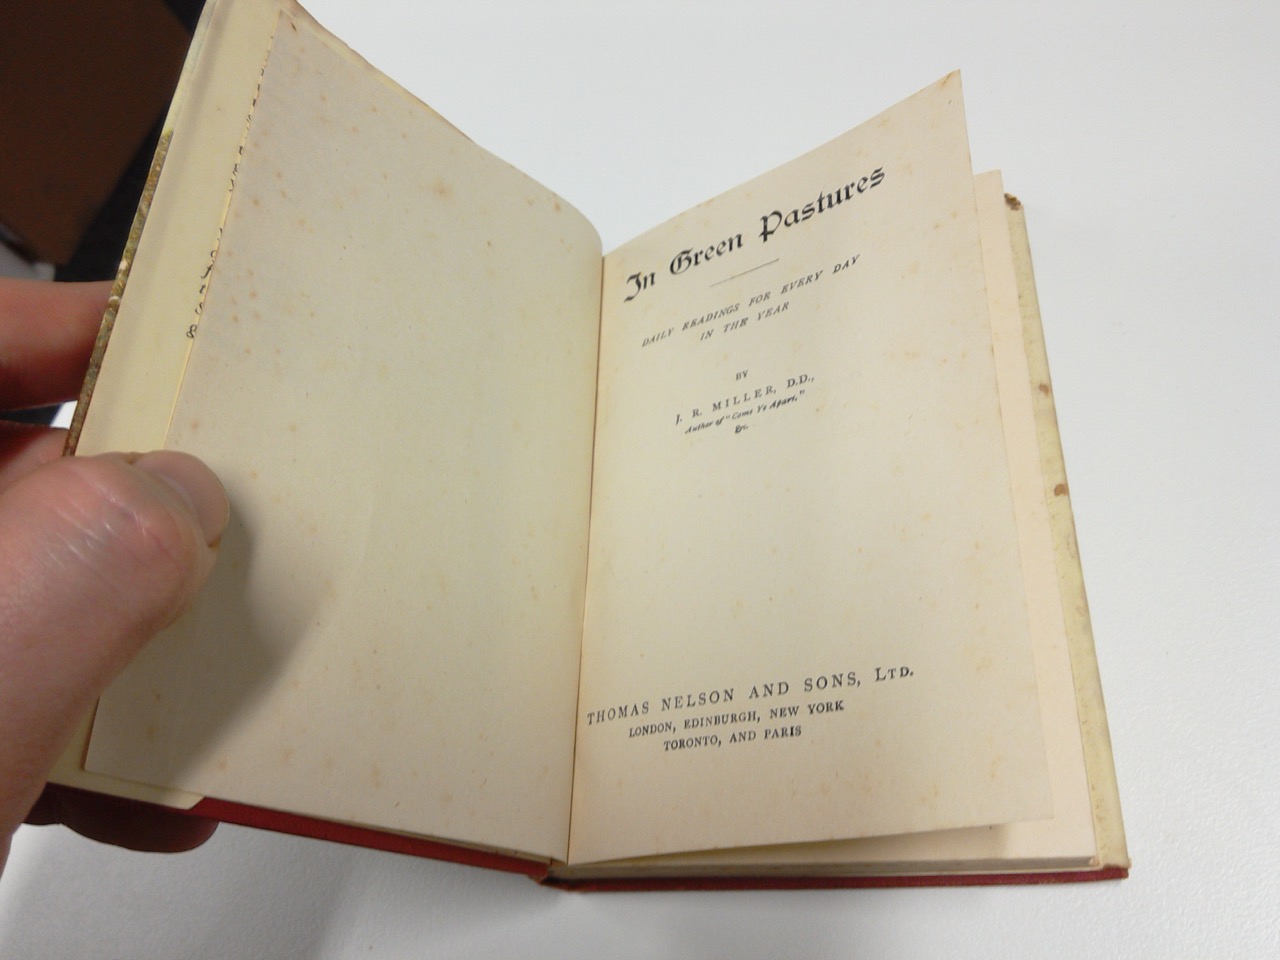 In Green Pastures
DAILY READINGS FOR EVERY DAY
IN THE YEAR
BY
J. R. MILLER, D.D.,
Author of "Come Ye Apart,"
&c.
THOMAS NELSON AND SONS, LTD.
LONDON, EDINBURGH, NEW YORK
TORONTO, AND PARIS